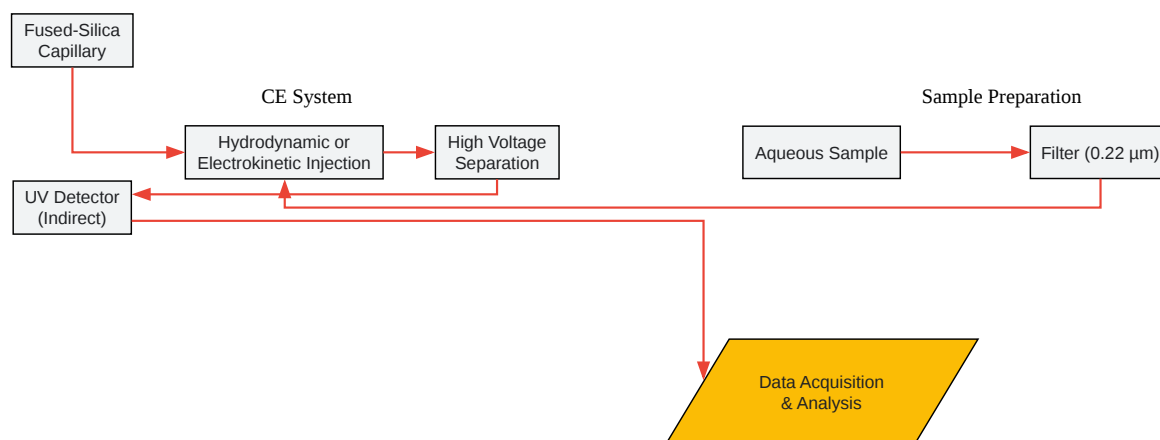 Fused-Silica
Capillary
CE System
Sample Preparation
Hydrodynamic or
Electrokinetic Injection
High Voltage
Separation
Aqueous Sample
Filter (0.22 µm)
UV Detector
(Indirect)
Data Acquisition
& Analysis